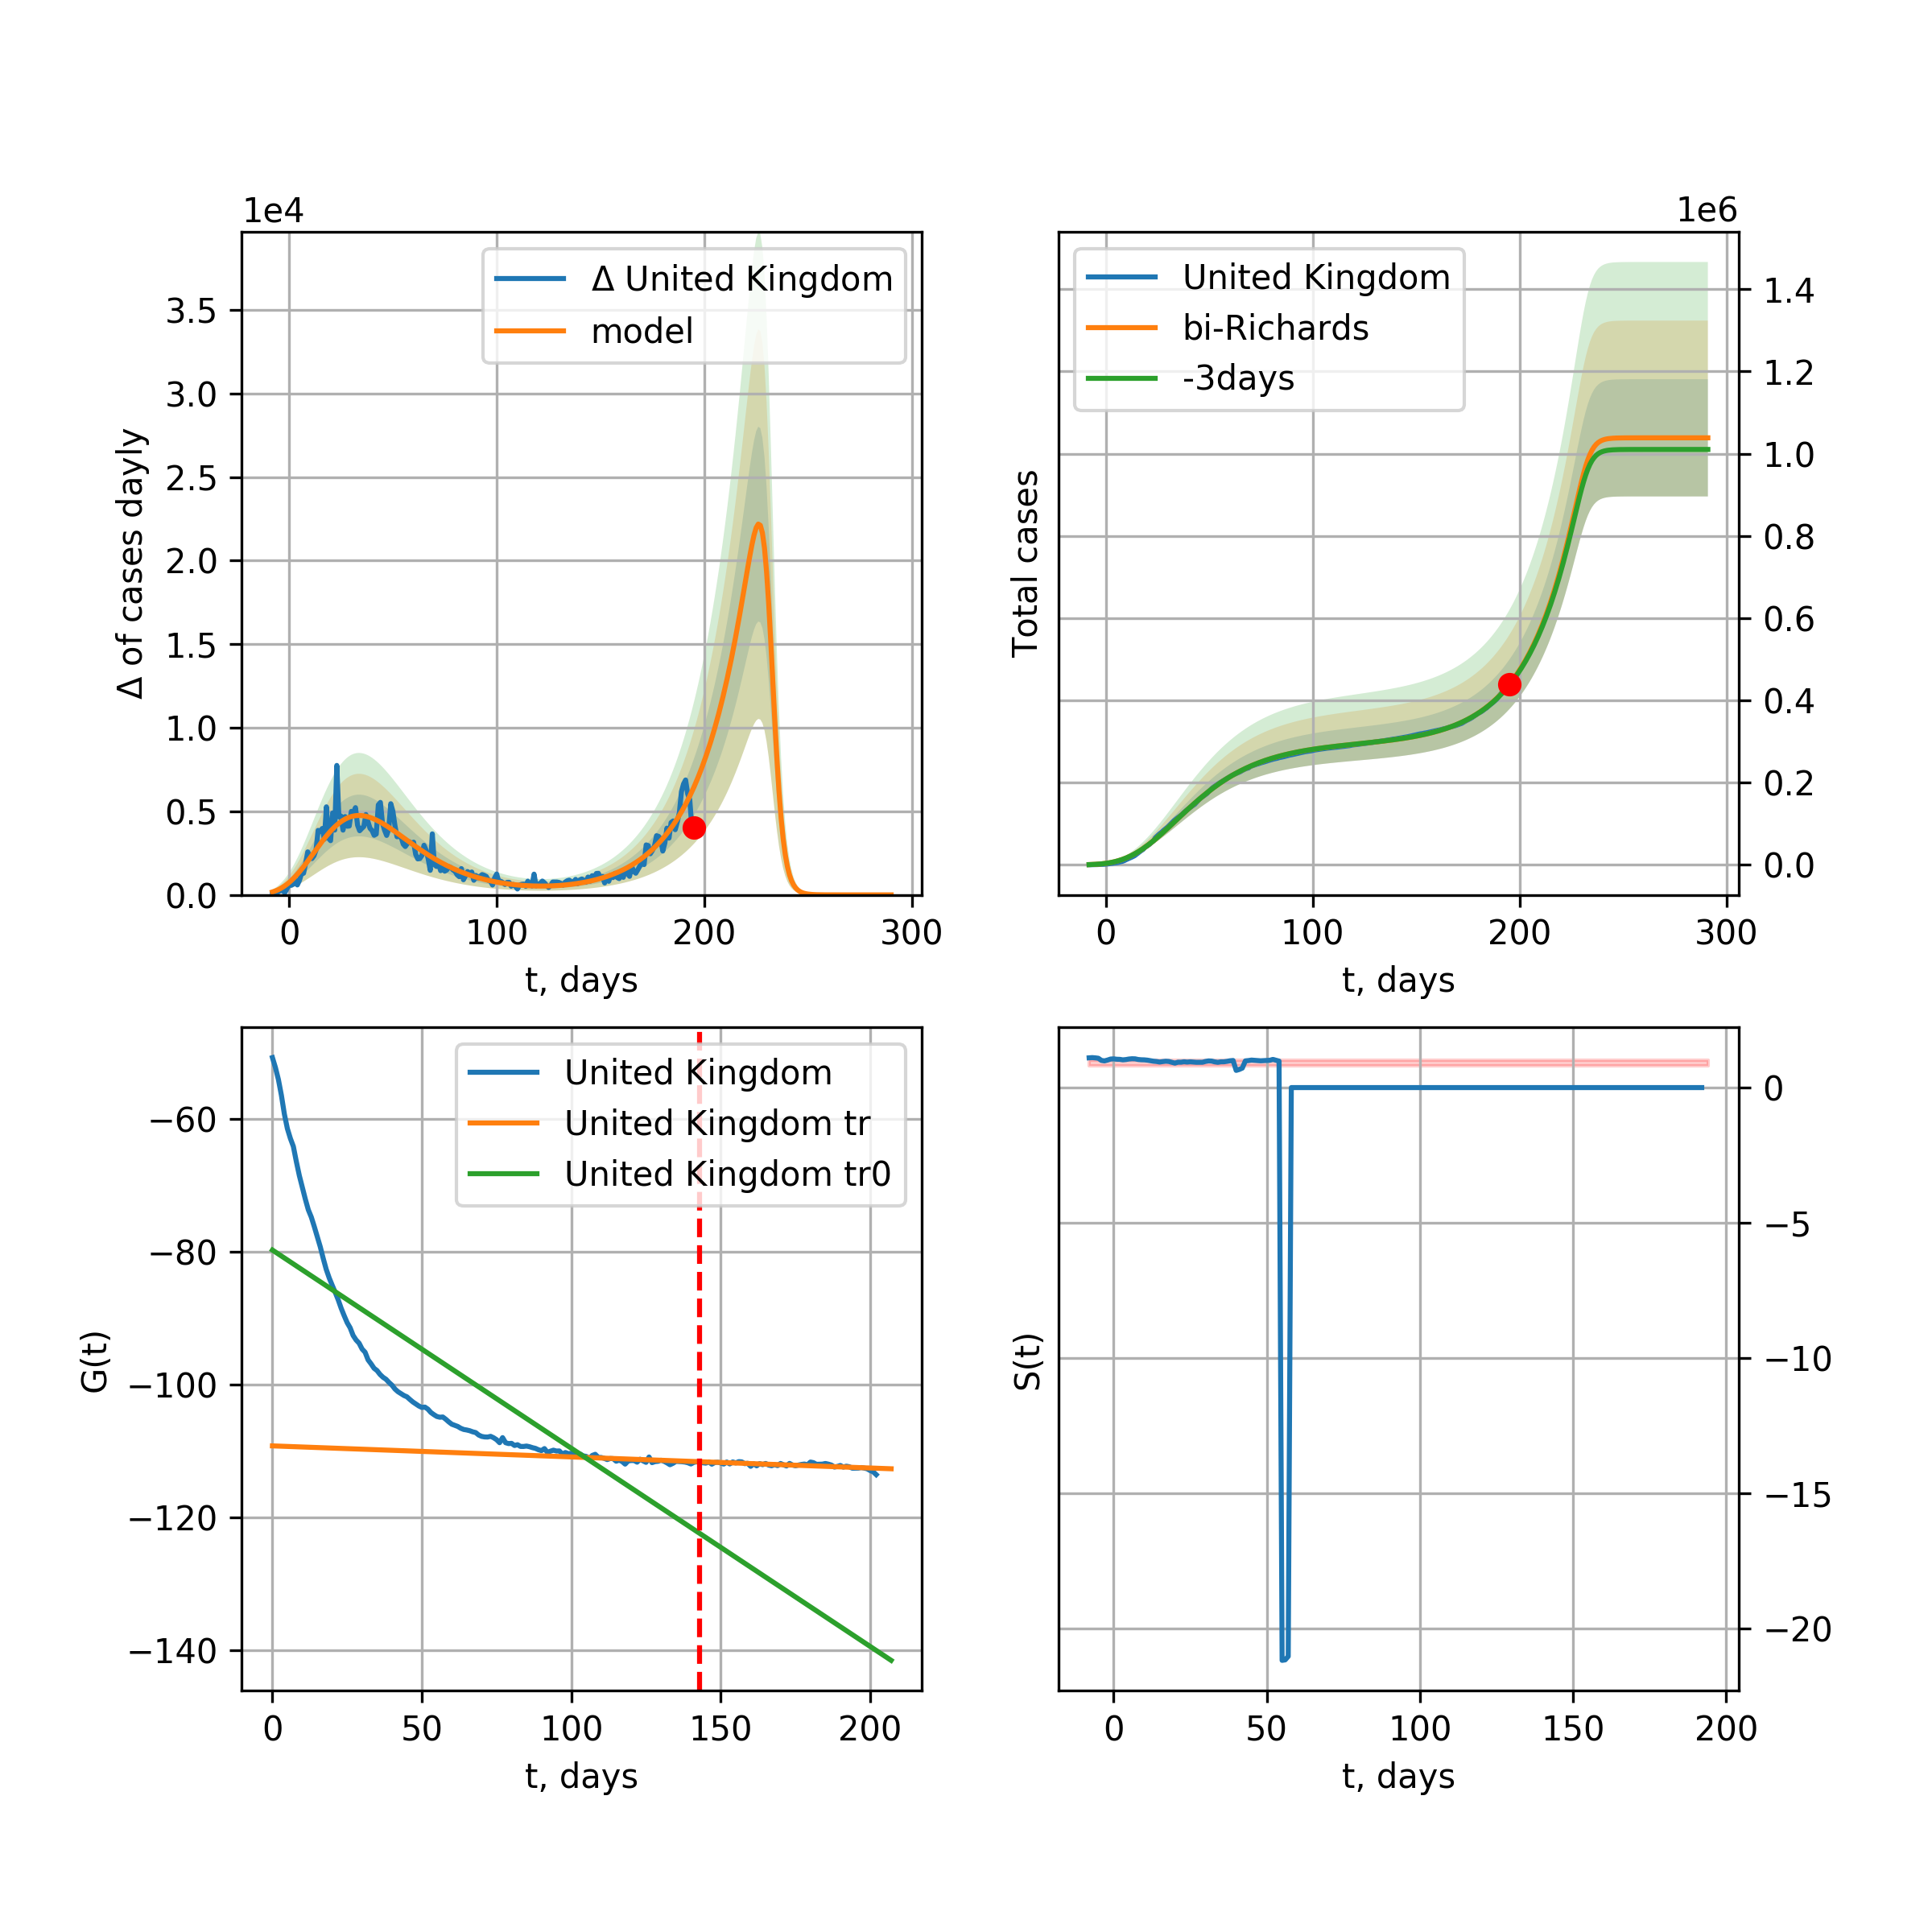 1e4
Δ United Kingdom
model
3.5
3.0
2.5
2.0
1.5
1.0
0.5
0.0
Δ of cases dayly
0 100 200 300
t, days
1e6
United Kingdom
bi-Richards
-3days
1.4
1.2
1.0
0.8
0.6
0.4
0.2
0.0
Total cases
0 100 200 300
t, days
United Kingdom
United Kingdom tr
United Kingdom tr0
−60
−80
−100
−120
−140
G(t)
0 50 100 150 200
t, days
0
−5
−10
−15
−20
S(t)
0 50 100 150 200
t, days